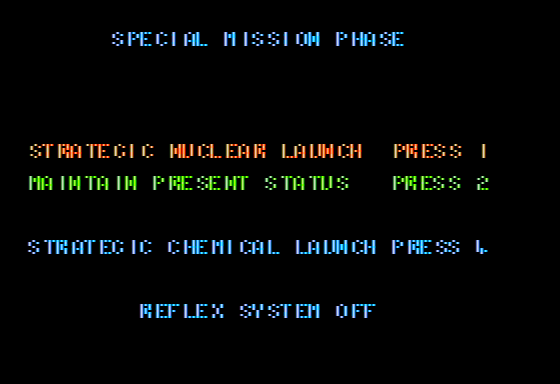 SPECIAL MISSION PHASE
STRATEGIC NUCLEAR LAUNCH PRESS 1
MAINTAIN PRESENT STATUS PRESS 2
STRATEGIC CHEMICAL LAUNCH PRESS 4
REFLEX SYSTEM OFF